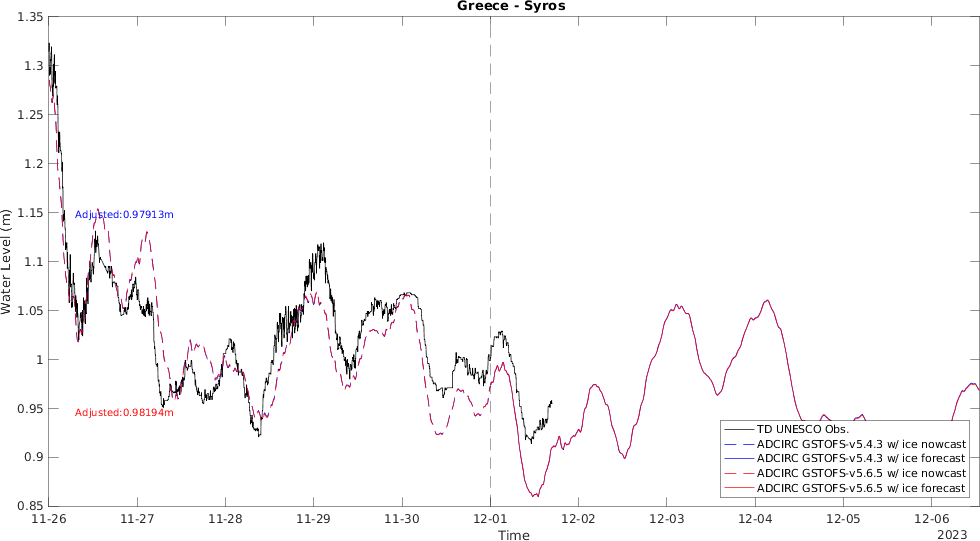 Greece - Syros
1.35
1.3
1.25
1.2
1.15
1.1
1.05
1
0.95
0.9
0.85
Water Level (m)
Adjusted:0.97913m
Adjusted:0.98194m
TD UNESCO Obs.
ADCIRC GSTOFS-v5.4.3 w/ ice nowcast
ADCIRC GSTOFS-v5.4.3 w/ ice forecast
ADCIRC GSTOFS-v5.6.5 w/ ice nowcast
ADCIRC GSTOFS-v5.6.5 w/ ice forecast
11-26 11-27 11-28 11-29 11-30 12-01 12-02 12-03 12-04 12-05 12-06
Time
2023